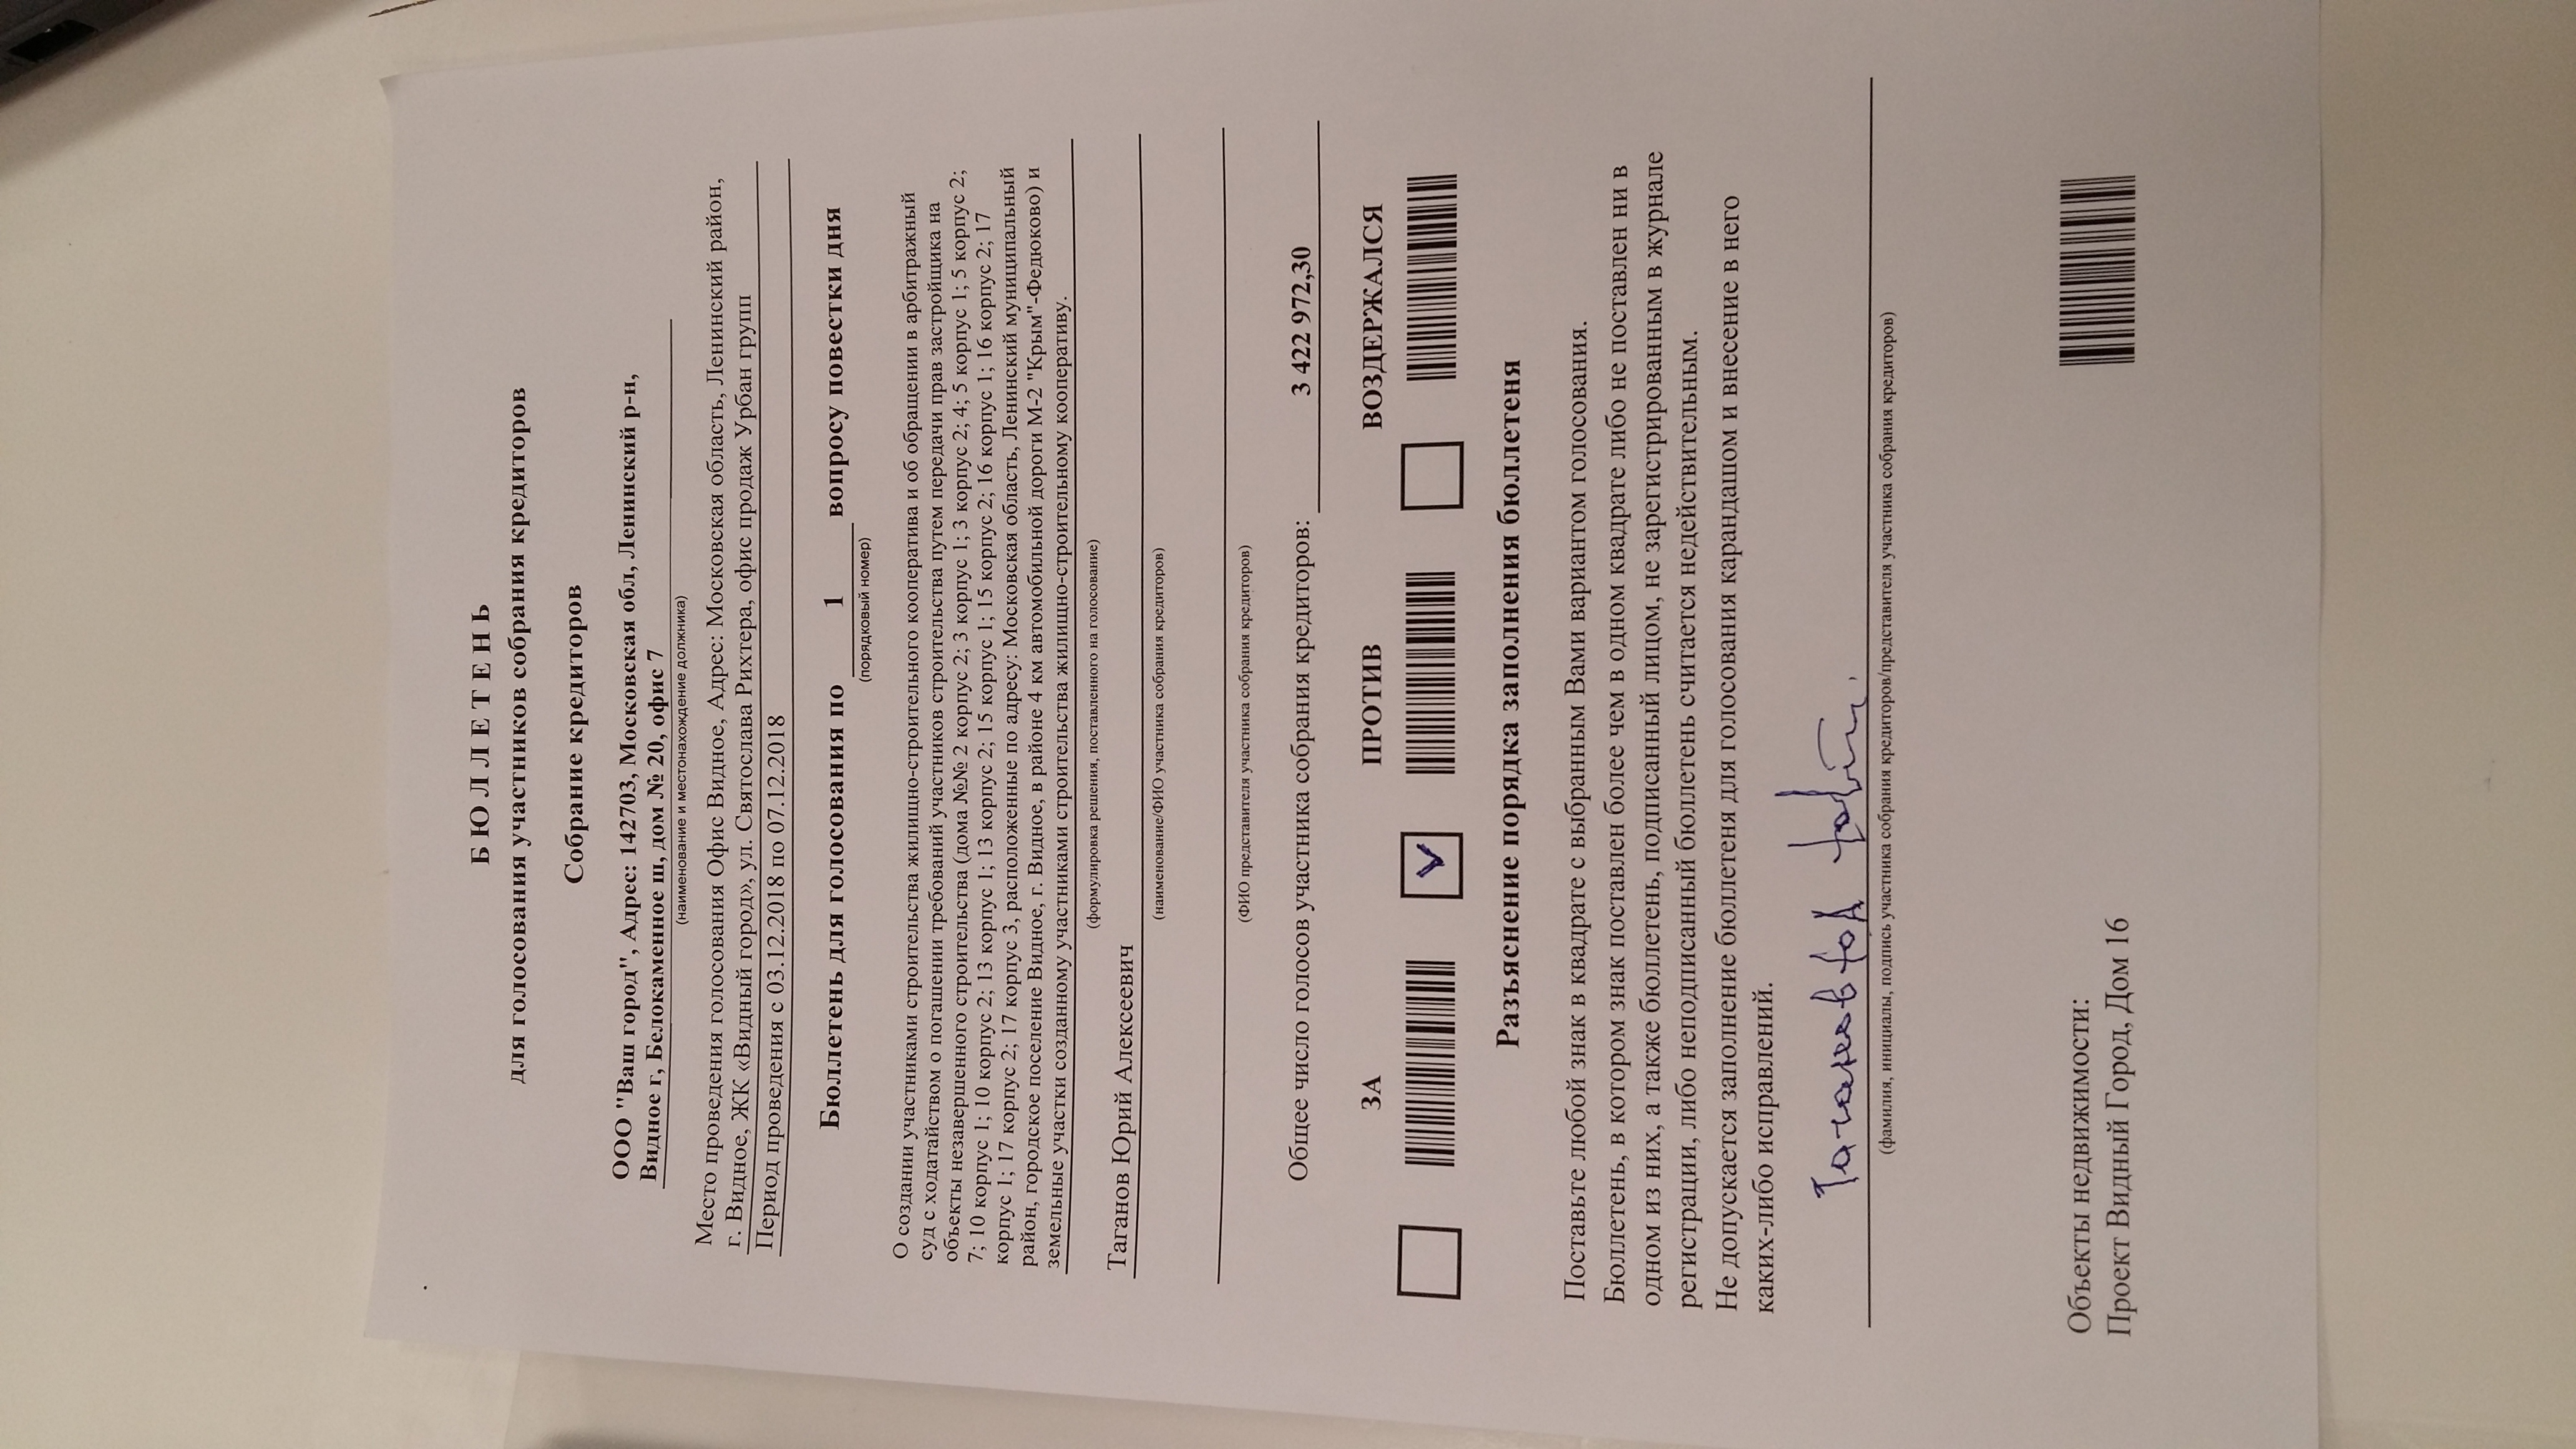 БЮЛЛЕТЕНЬ
для голосования участников собрания кредиторов
Собрание кредиторов
ООО "Ваш город", Адрес: 142703, Московская обл, Ленинский р-н,
Видное г, Белокаменное ш, дом № 20, офис 7
(наименование и местонахождение должника)
Место проведения голосования Офис Видное, Адрес: Московская область, Ленинский район,
г. Видное, ЖК «Видный город», ул. Святослава Рихтера, офис продаж Урбан групп
Период проведения с 03.12.2018 по 07.12.2018
Бюллетень для голосования по 1 вопросу повестки дня
(порядковый номер)
О создании участниками строительства жилищно-строительного кооператива и об обращении в арбитражный
суд с ходатайством о погашении требований участников строительства путем передачи прав застройщика на
объекты незавершенного строительства (дома №№ 2 корпус 2; 3 корпус 1; 3 корпус 2; 4; 5 корпус 1; 5 корпус 2;
7; 10 корпус 1; 10 корпус 2; 13 корпус 1; 13 корпус 2; 15 корпус 1; 15 корпус 2; 16 корпус 1; 16 корпус 2; 17
корпус 1; 17 корпус 2; 17 корпус 3, расположенные по адресу: Московская область, Ленинский муниципальный
район, городское поселение Видное, г. Видное, в районе 4 км автомобильной дороги М-2 "Крым"-Федюково) и
земельные участки созданному участниками строительства жилищно-строительному кооперативу.
(формулировка решения, поставленного на голосование)
Таганов Юрий Алексеевич
(наименование/ФИО участника собрания кредиторов)
(ФИО представителя участника собрания кредиторов)
Общее число голосов участника собрания кредиторов: 3 422 972,30
ЗА ПРОТИВ ВОЗДЕРЖАЛСЯ
Разъяснение порядка заполнения бюллетеня
Поставьте любой знак в квадрате с выбранным Вами вариантом голосования.
Бюллетень, в котором знак поставлен более чем в одном квадрате либо не поставлен ни в
одном из них, а также бюллетень, подписанный лицом, не зарегистрированным в журнале
регистрации, либо неподписанный бюллетень считается недействительным.
Не допускается заполнение бюллетеня для голосования карандашом и внесение в него
каких-либо исправлений.
Таганов ЮА
(фамилия, инициалы, подпись участника собрания кредиторов/представителя участника собрания кредиторов)
Объекты недвижимости:
Проект Видный Город, Дом 16